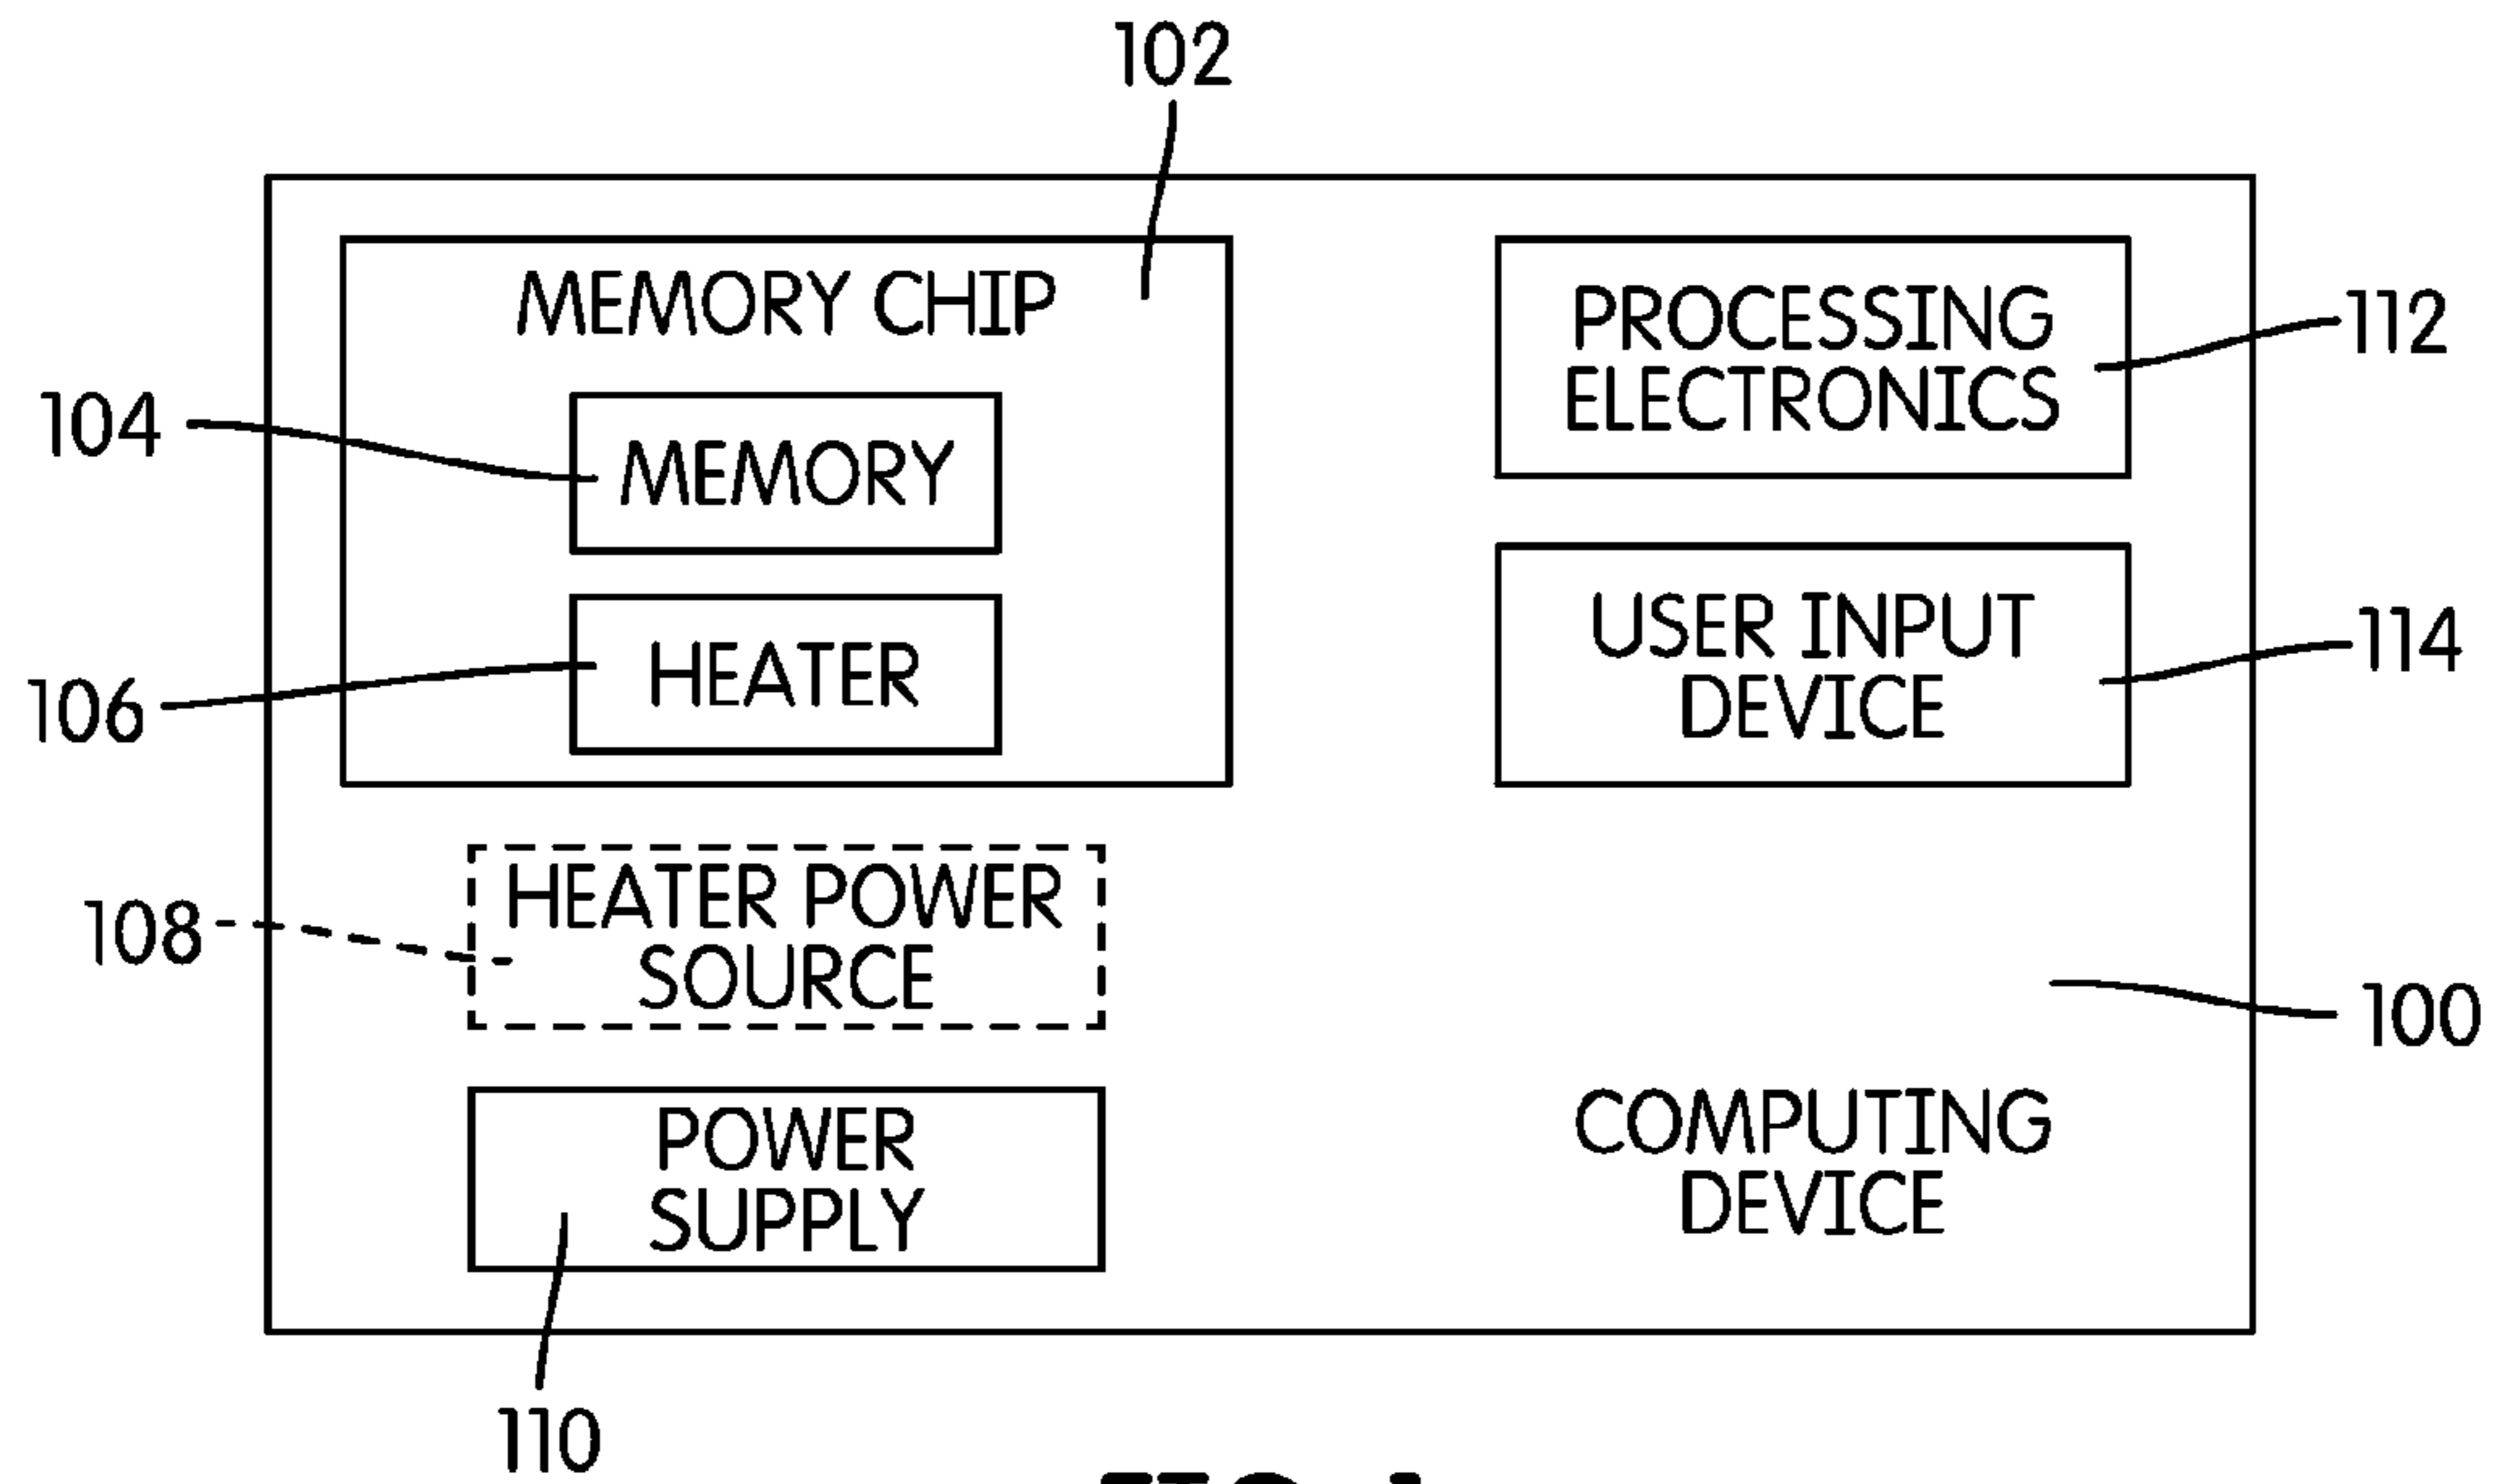 102
MEMORY CHIP
PROCESSING
ELECTRONICS
112
104
MEMORY
USER INPUT
DEVICE
114
106
HEATER
108
HEATER POWER
SOURCE
100
POWER
SUPPLY
COMPUTING
DEVICE
110